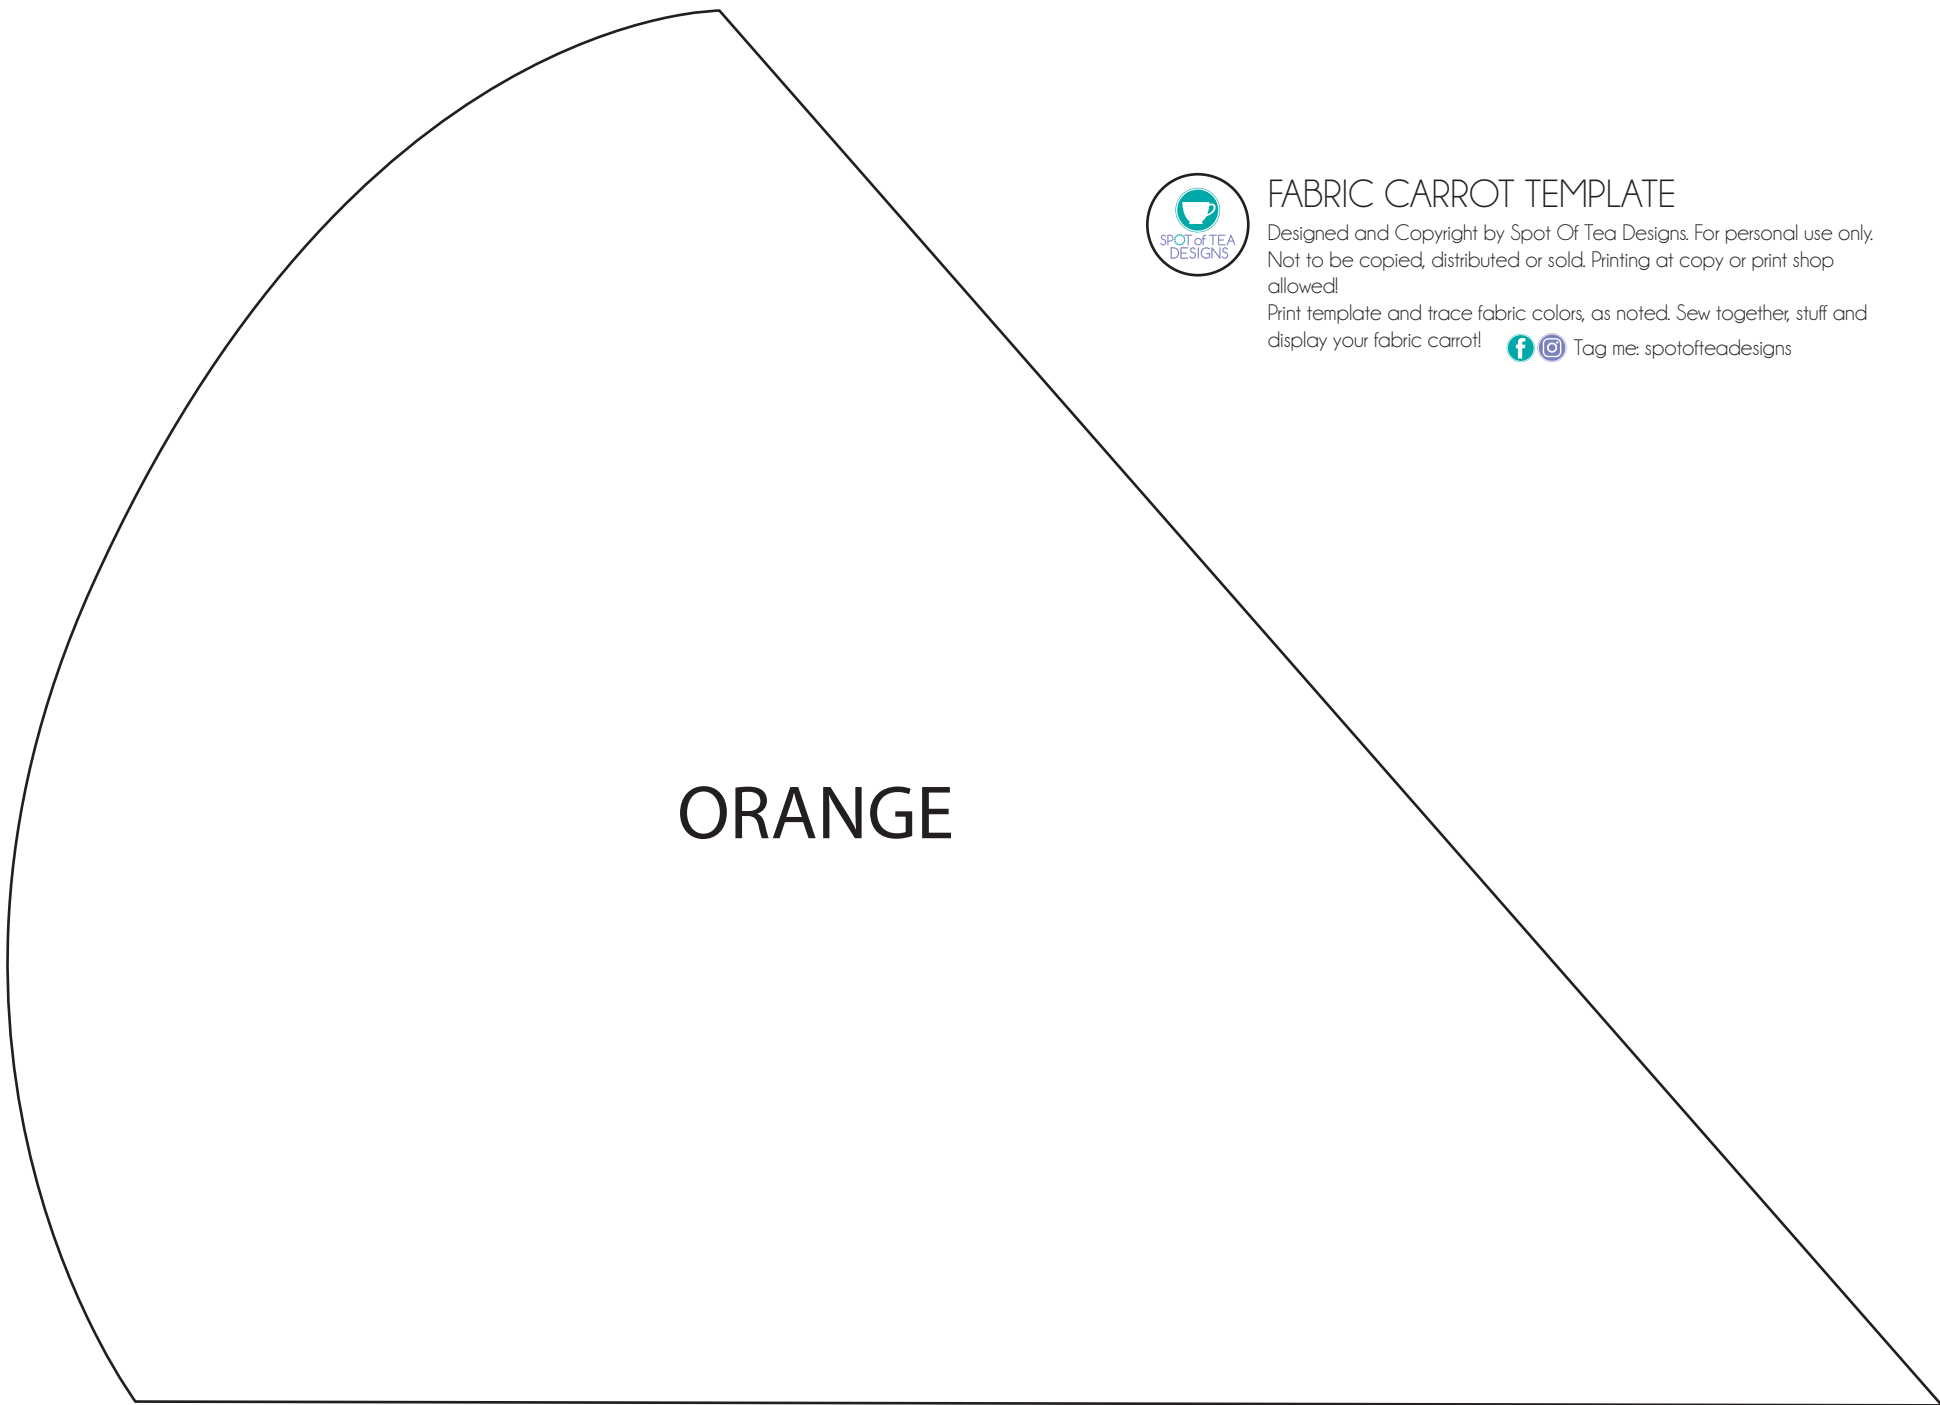 SPOT of TEA
DESIGNS
FABRIC CARROT TEMPLATE
Designed and Copyright by Spot Of Tea Designs. For personal use only.
Not to be copied, distributed or sold. Printing at copy or print shop
allowed!
Print template and trace fabric colors, as noted. Sew together, stuff and
display your fabric carrot!
Tag me: spotofteadesigns
ORANGE